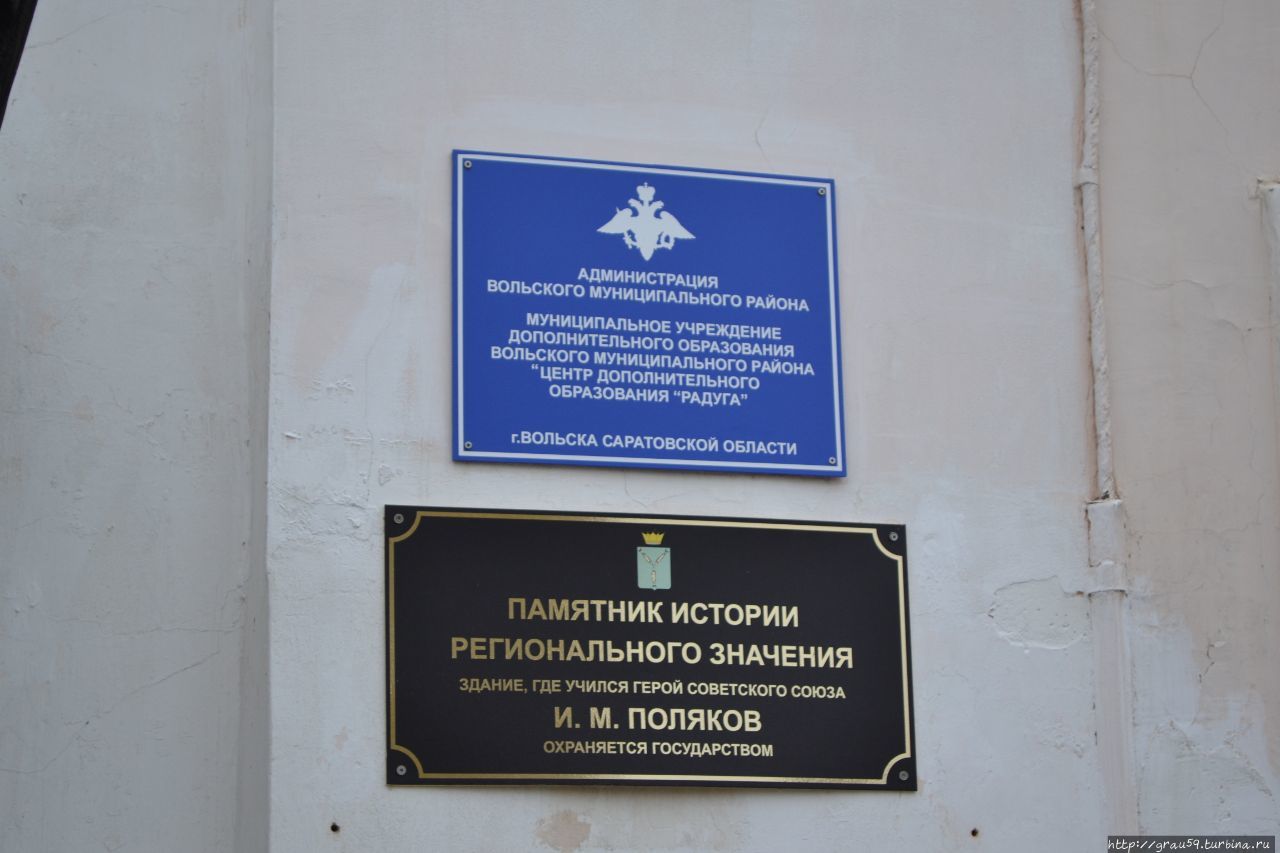 АДМИНИСТРАЦИЯ
ВОЛЬСКОГО МУНИЦИПАЛЬНОГО РАЙОНА
МУНИЦИПАЛЬНОЕ УЧРЕЖДЕНИЕ
ДОПОЛНИТЕЛЬНОГО ОБРАЗОВАНИЯ
ВОЛЬСКОГО МУНИЦИПАЛЬНОГО РАЙОНА
“ЦЕНТР ДОПОЛНИТЕЛЬНОГО
ОБРАЗОВАНИЯ “РАДУГА”
г.ВОЛЬСКА САРАТОВСКОЙ ОБЛАСТИ
ПАМЯТНИК ИСТОРИИ
РЕГИОНАЛЬНОГО ЗНАЧЕНИЯ
ЗДАНИЕ, ГДЕ УЧИЛСЯ ГЕРОЙ СОВЕТСКОГО СОЮЗА
И. М. ПОЛЯКОВ
ОХРАНЯЕТСЯ ГОСУДАРСТВОМ
http://grau59.turbina.ru